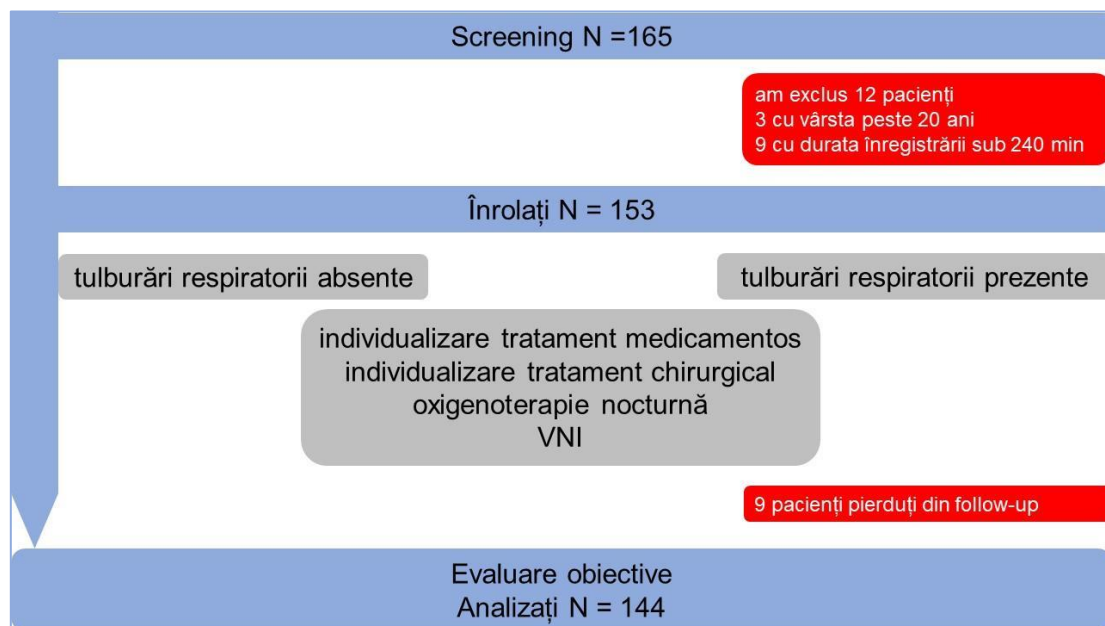 Screening N =165
am exclus 12 pacienți
3 cu vârsta peste 20 ani
9 cu durata înregistrării sub 240 min
Înrolați N = 153
tulburări respiratorii absente
tulburări respiratorii prezente
individualizare tratament medicamentos
individualizare tratament chirurgical
oxigenoterapie nocturnă
VNI
9 pacienți pierduți din follow-up
Evaluare obiective
Analizați N = 144